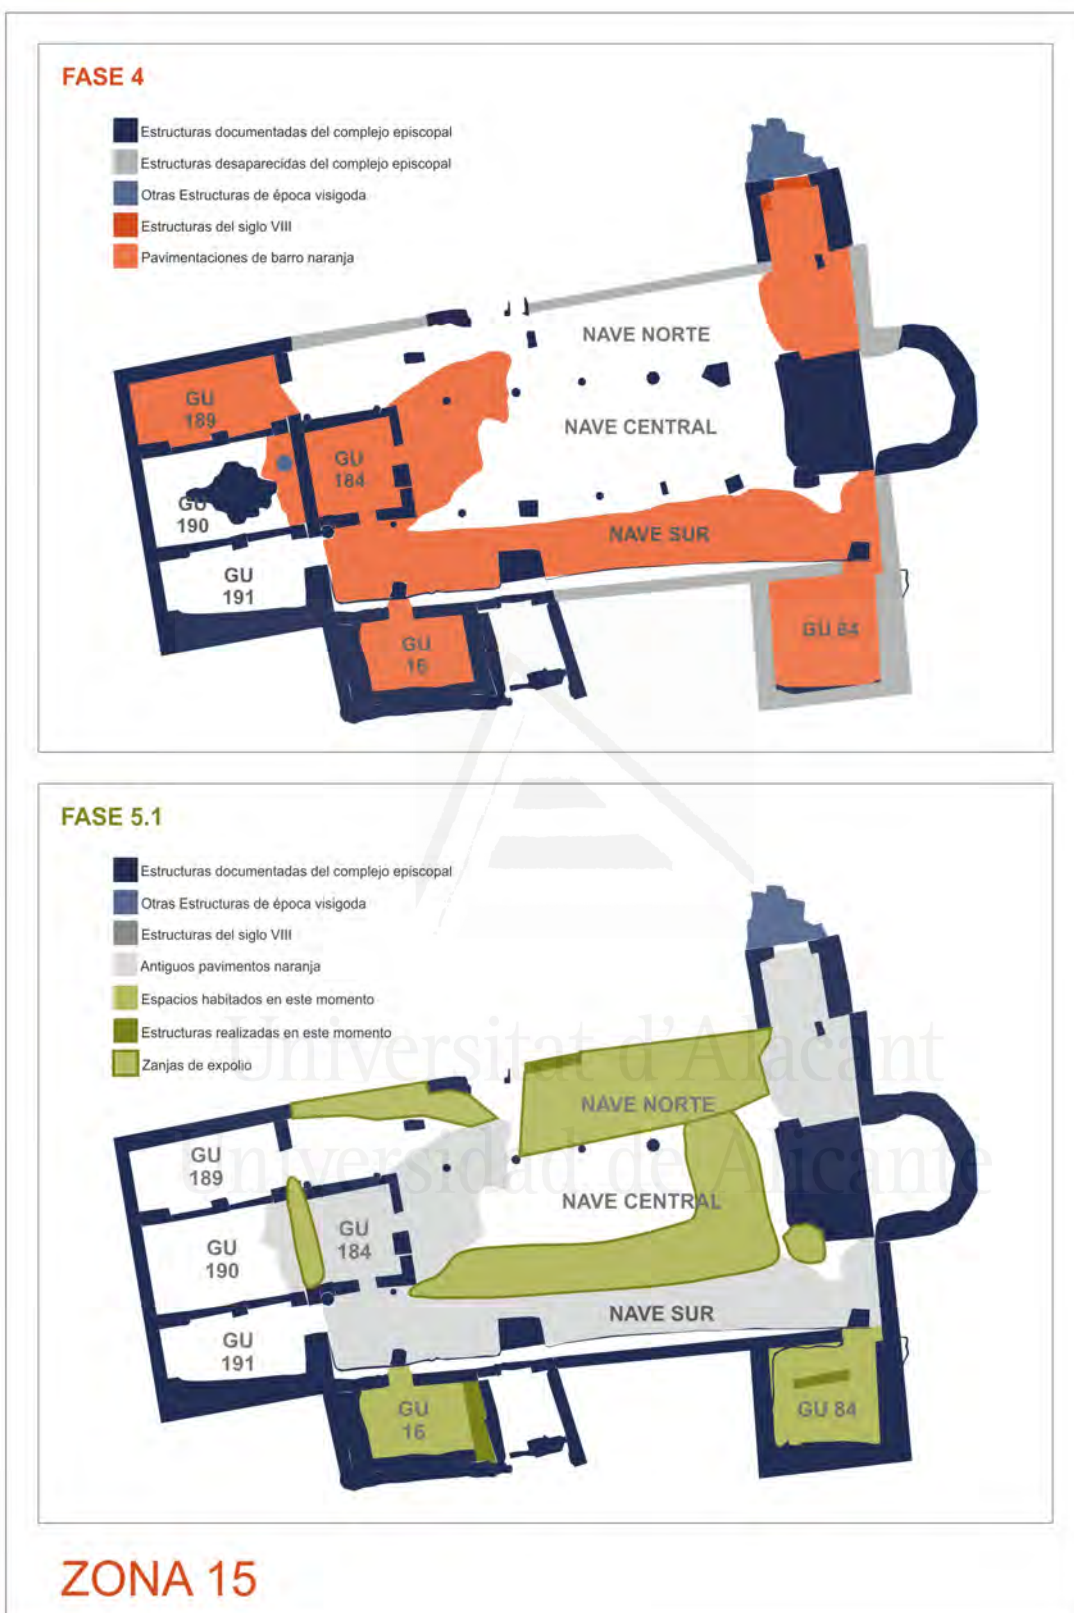 FASE 4
Estructuras documentadas del complejo episcopal
Estructuras desaparecidas del complejo episcopal
Otras Estructuras de época visigoda
Estructuras del siglo VIII
Pavimentaciones de barro naranja
NAVE NORTE
GU
189
NAVE CENTRAL
GU
184
GU
190
NAVE SUR
GU
191
GU
16
GU 84
FASE 5.1
Estructuras documentadas del complejo episcopal
Otras Estructuras de época visigoda
Estructuras del siglo VIII
Antiguos pavimentos naranja
Espacios habitados en este momento
Estructuras realizadas en este momento
Zanjas de expolio
Universitat d'Alacant
Universidad de Alicante
NAVE NORTE
GU
189
NAVE CENTRAL
GU
184
GU
190
NAVE SUR
GU
191
GU
16
GU 84
ZONA 15